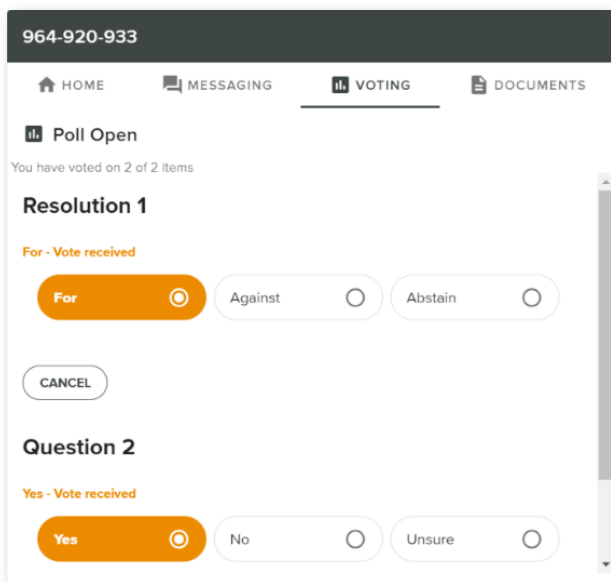 964-920-933
HOME MESSAGING VOTING DOCUMENTS
Poll Open
You have voted on 2 of 2 items
Resolution 1
For - Vote received
For Against Abstain
CANCEL
Question 2
Yes - Vote received
Yes No Unsure